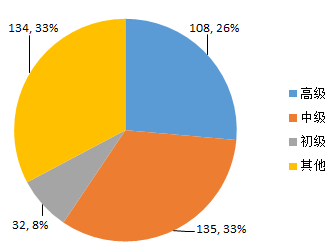 134, 33%
108, 26%
高级
中级
初级
其他
32, 8%
135, 33%